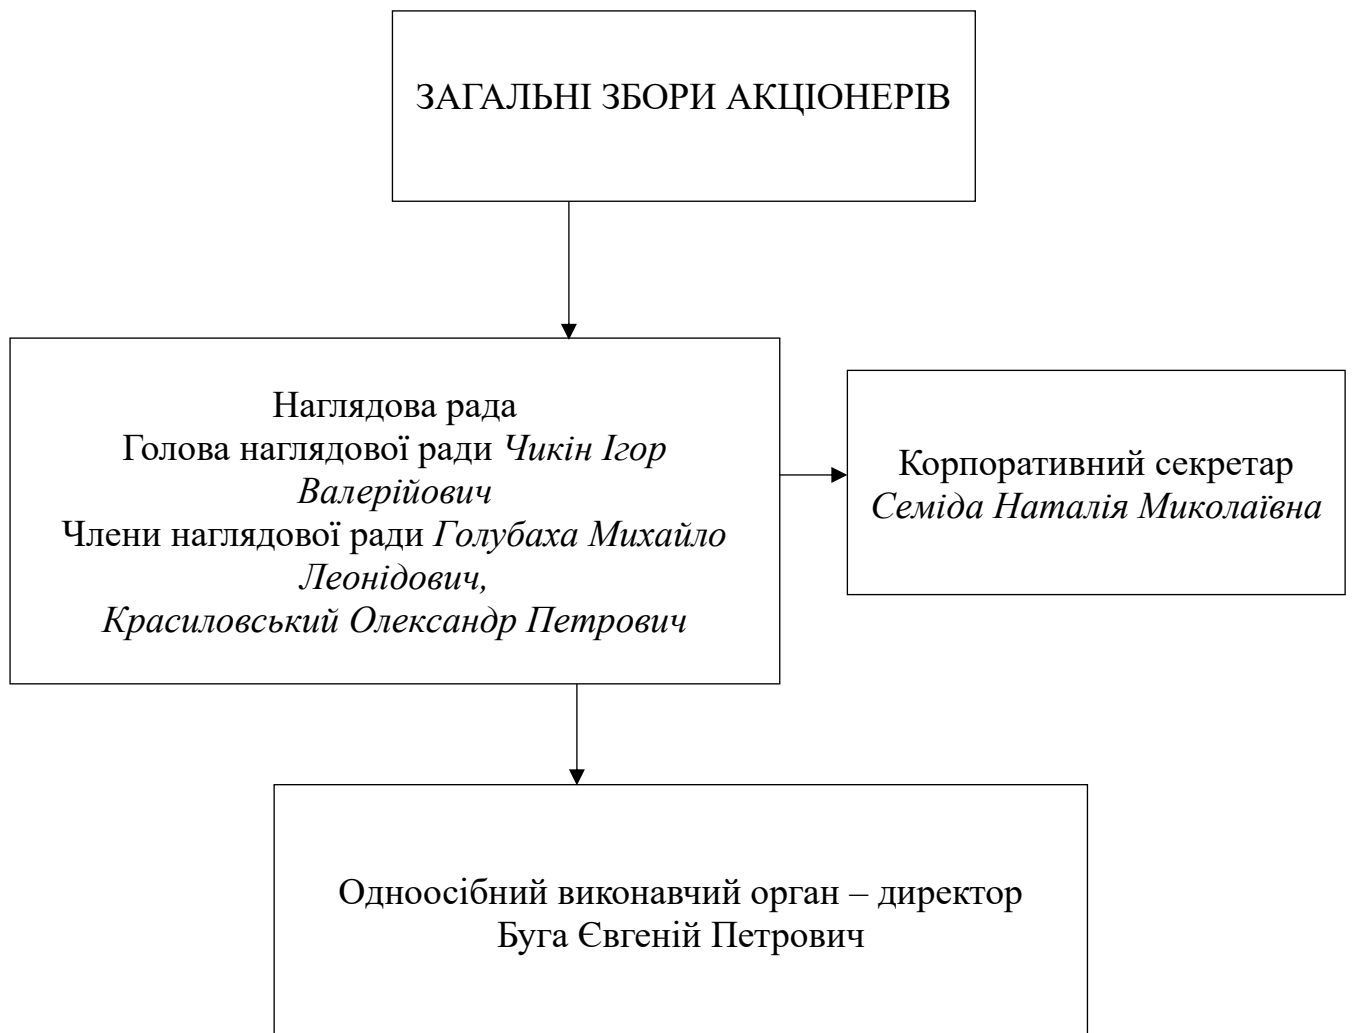 ЗАГАЛЬНІ ЗБОРИ АКЦІОНЕРІВ
Наглядова рада
Голова наглядової ради Чикін Ігор
Валерійович
Члени наглядової ради Голубаха Михайло
Леонідович,
Красиловський Олександр Петрович
Корпоративний секретар
Семіда Наталія Миколаївна
Одноосібний виконавчий орган – директор
Буга Євгеній Петрович